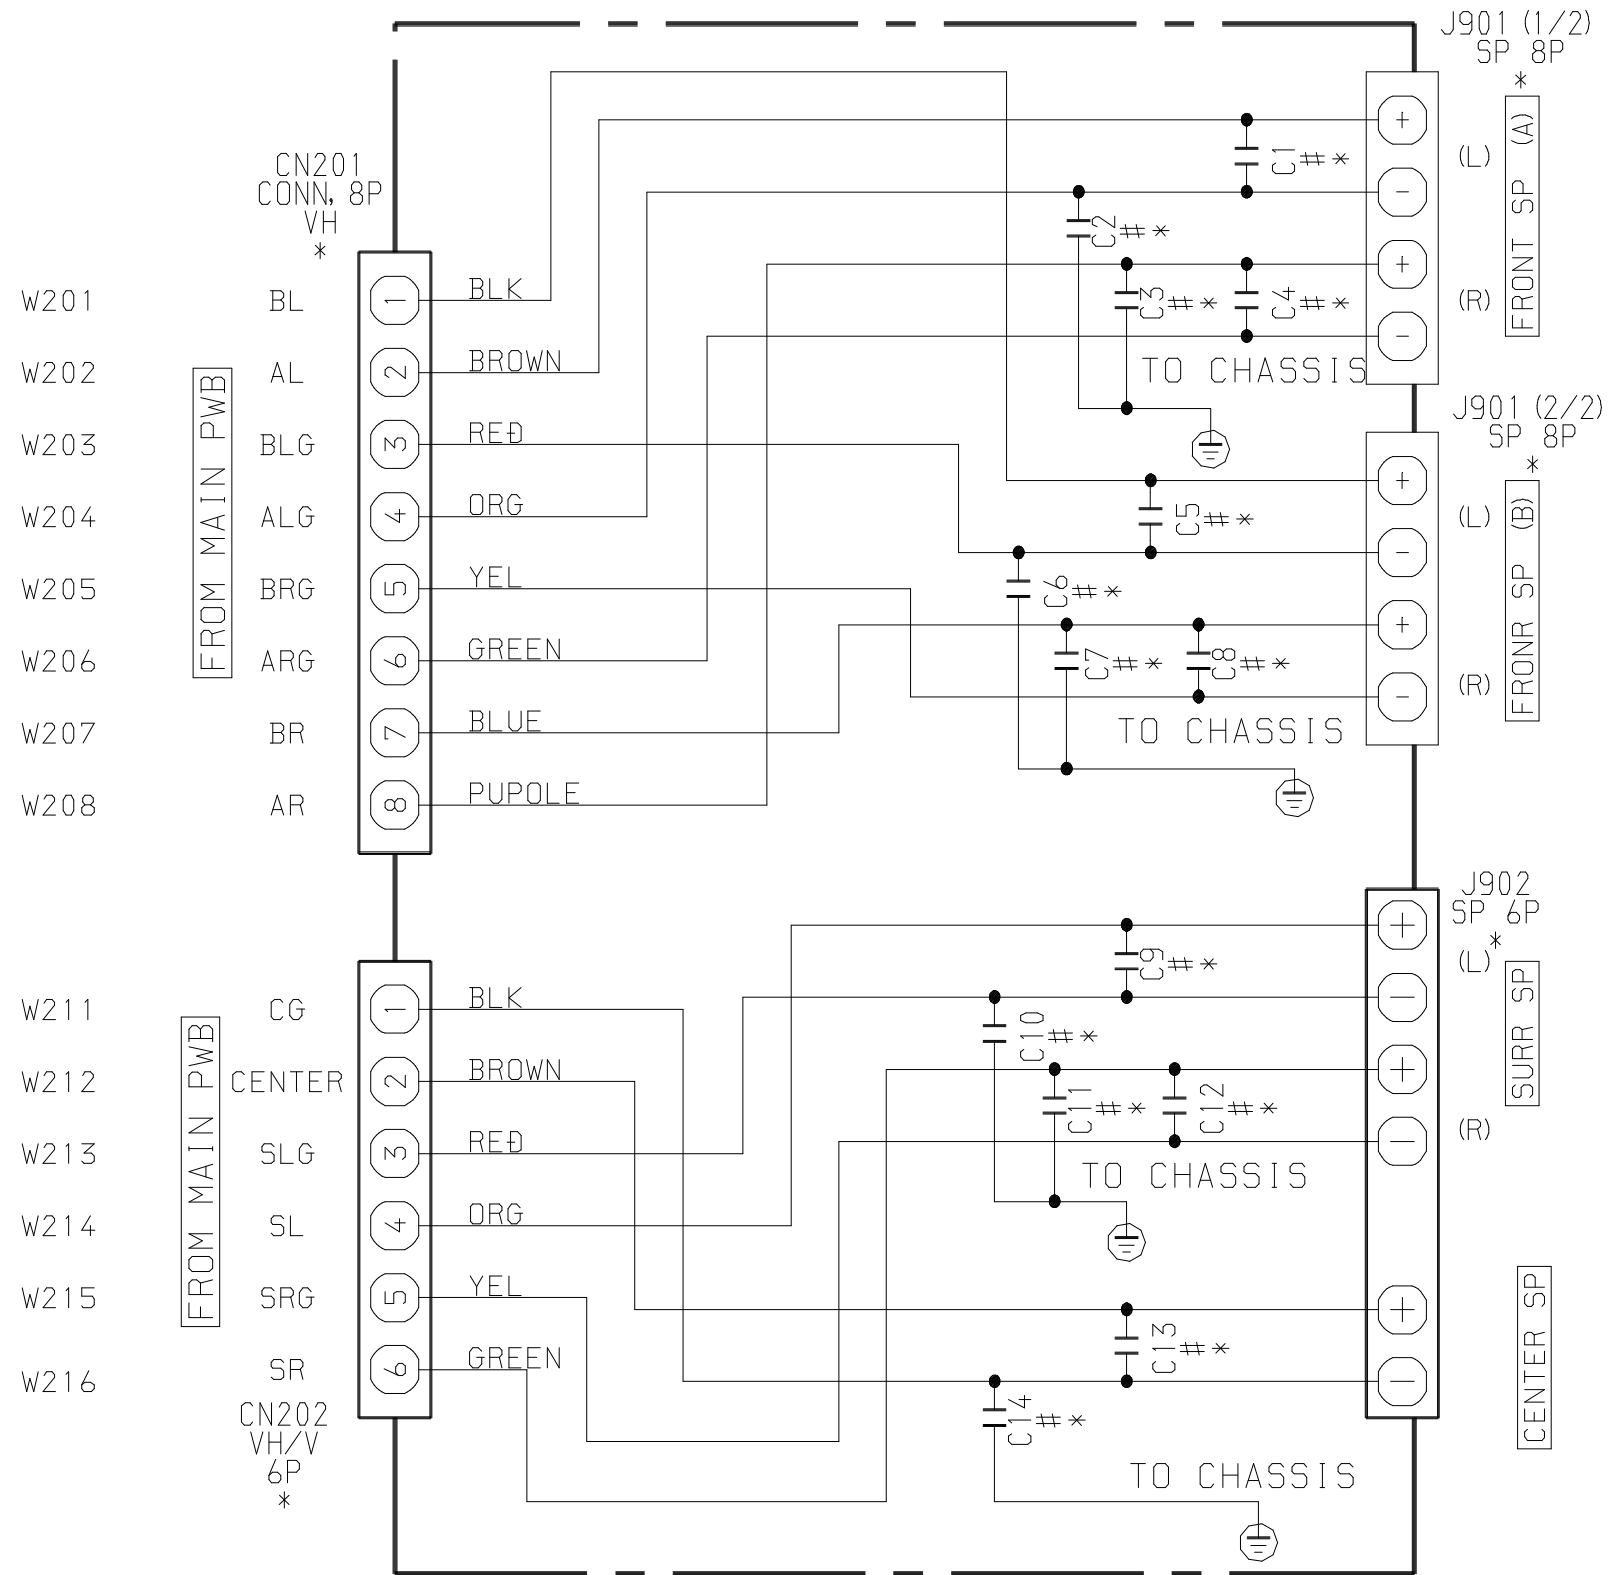 J901 (1/2)
SP 8P
*
FRONT SP (A)
(L)
(R)
C1 # *
C2 # *
C3 # *
C4 # *
TO CHASSIS
CN201
CONN, 8P
VH
*
FROM MAIN PWB
W201 BL 1 BLK
W202 AL 2 BROWN
W203 BLG 3 RED
W204 ALG 4 ORG
W205 BRG 5 YEL
W206 ARG 6 GREEN
W207 BR 7 BLUE
W208 AR 8 PUPOLE
J901 (2/2)
SP 8P
*
FRONR SP (B)
(L)
(R)
C5 # *
C6 # *
C7 # *
C8 # *
TO CHASSIS
J902
SP 6P
*
(L)
SURR SP
(R)
C9 # *
C10 # *
C11 # *
C12 # *
TO CHASSIS
FROM MAIN PWB
W211 CG 1 BLK
W212 CENTER 2 BROWN
W213 SLG 3 RED
W214 SL 4 ORG
W215 SRG 5 YEL
W216 SR 6 GREEN
CN202
VH/V
6P
*
CENTER SP
C13 # *
C14 # *
TO CHASSIS